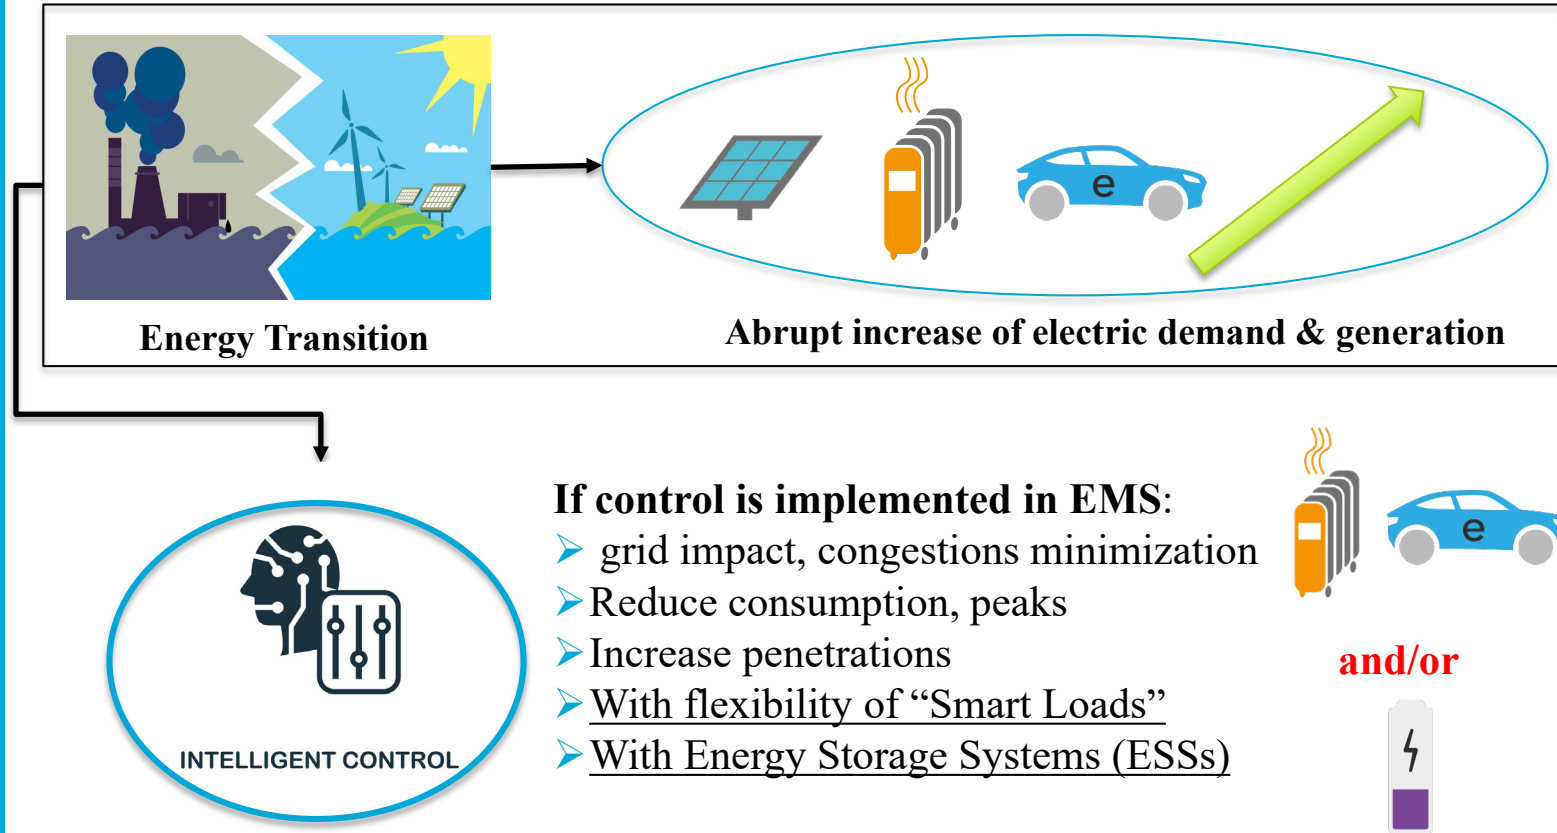 Energy Transition
e
Abrupt increase of electric demand & generation
INTELLIGENT CONTROL
If control is implemented in EMS:
➢ grid impact, congestions minimization
➢Reduce consumption, peaks
➢Increase penetrations
➢With flexibility of “Smart Loads”
➢With Energy Storage Systems (ESSs)
e
and/or